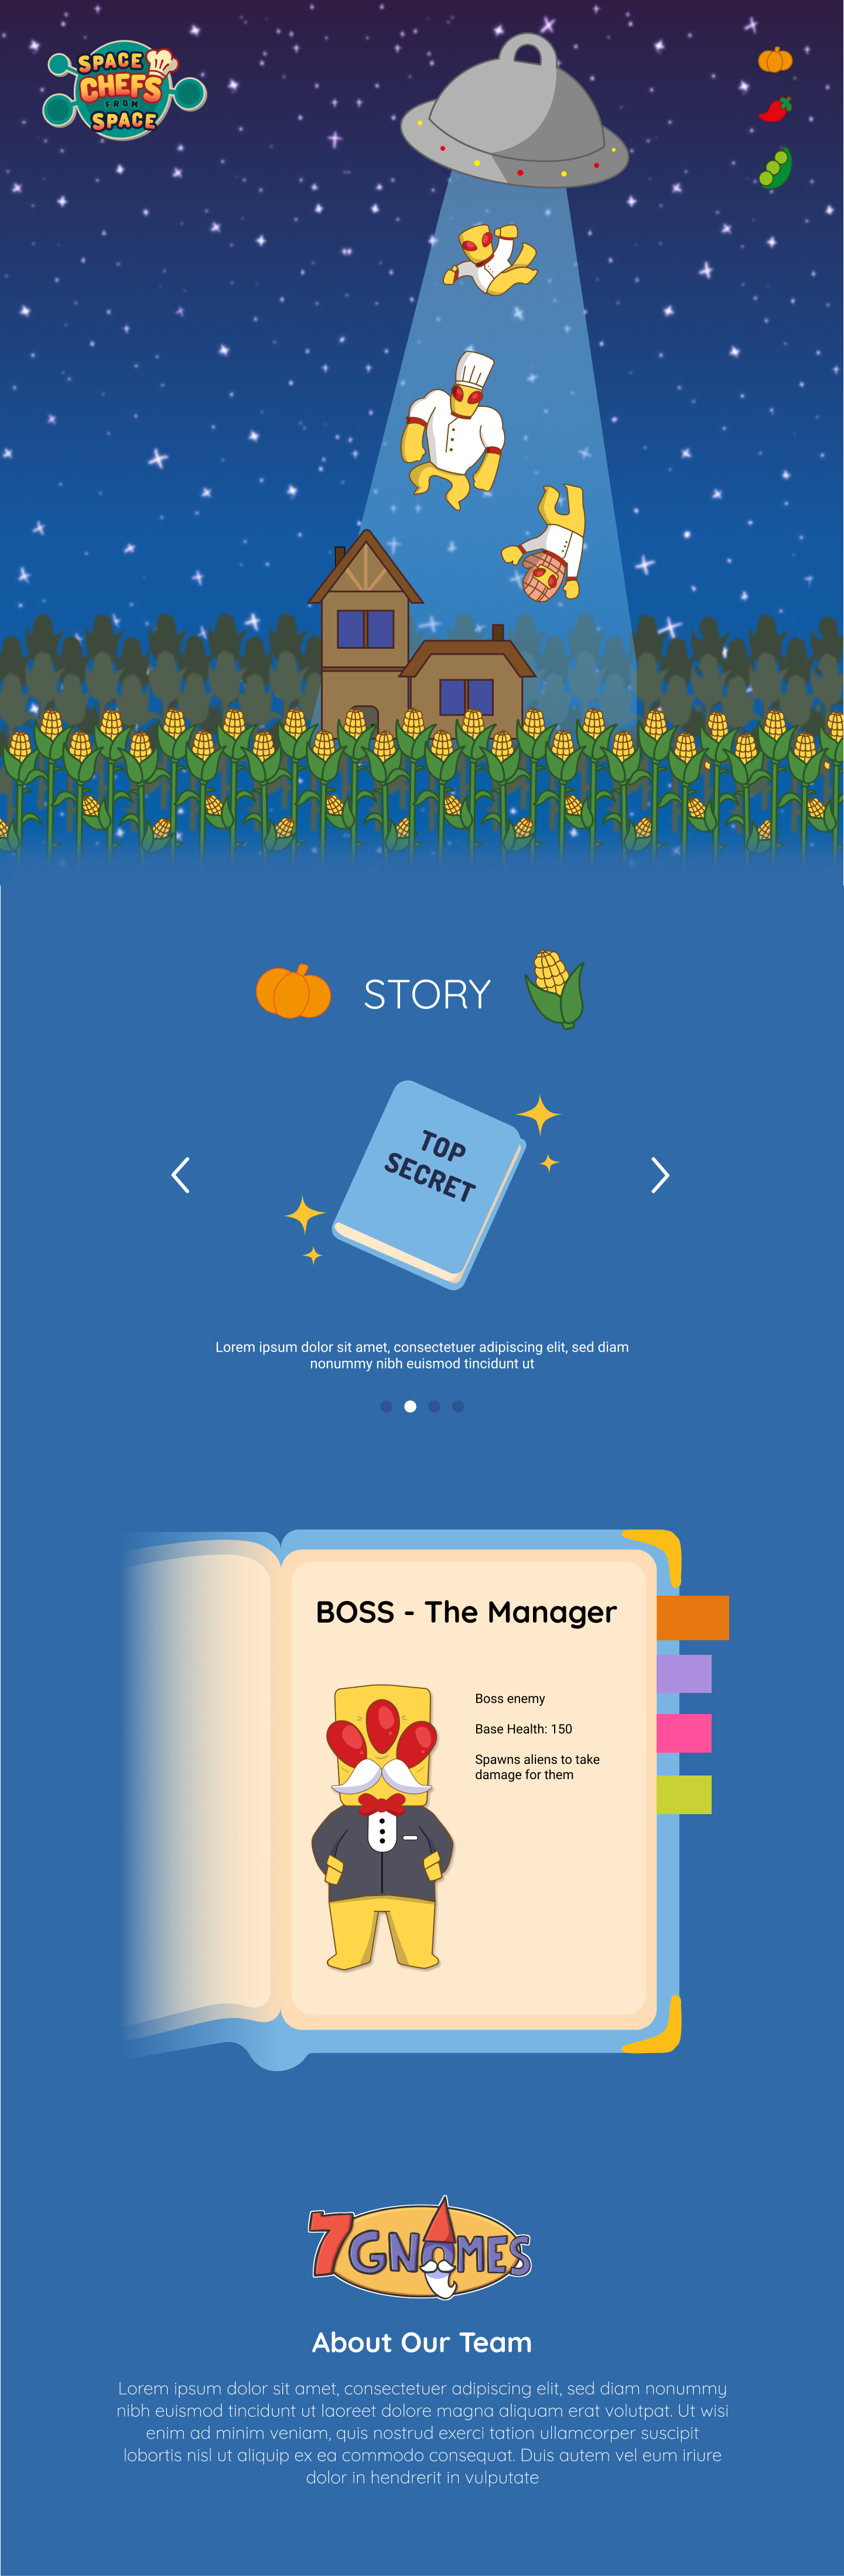 SPACE
CHEFS
FROM
SPACE
STORY
TOP
SECRET
Lorem ipsum dolor sit amet, consectetuer adipiscing elit, sed diam
nonummy nibh euismod tincidunt ut
BOSS - The Manager
Boss enemy
Base Health: 150
Spawns aliens to take
damage for them
7GNOMES
About Our Team
Lorem ipsum dolor sit amet, consectetuer adipiscing elit, sed diam nonummy
nibh euismod tincidunt ut laoreet dolore magna aliquam erat volutpat. Ut wisi
enim ad minim veniam, quis nostrud exerci tation ullamcorper suscipit
lobortis nisl ut aliquip ex ea commodo consequat. Duis autem vel eum iriure
dolor in hendrerit in vulputate